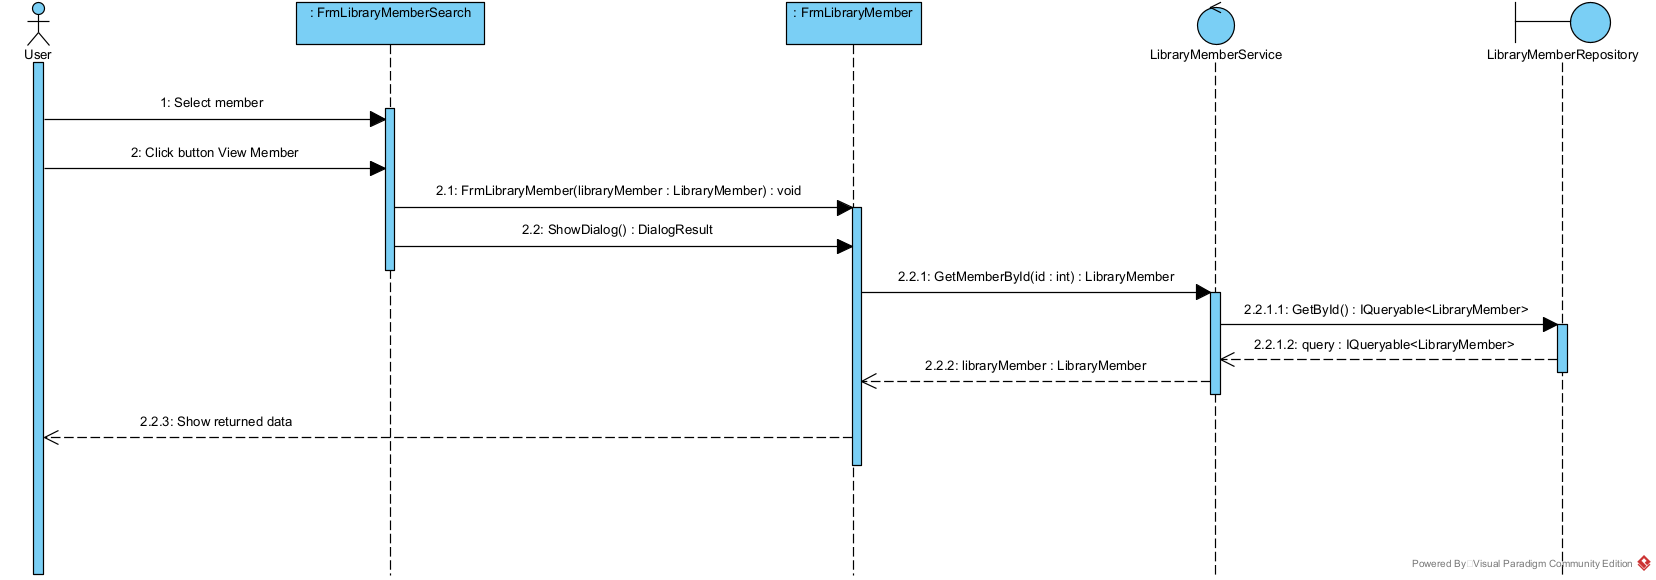 : FrmLibraryMemberSearch
: FrmLibraryMember
User
LibraryMemberService
LibraryMemberRepository
1: Select member
2: Click button View Member
2.1: FrmLibraryMember(libraryMember : LibraryMember) : void
2.2: ShowDialog() : DialogResult
2.2.1: GetMemberById(id : int) : LibraryMember
2.2.1.1: GetById() : IQueryable<LibraryMember>
2.2.1.2: query : IQueryable<LibraryMember>
2.2.2: libraryMember : LibraryMember
2.2.3: Show returned data
Powered By Visual Paradigm Community Edition